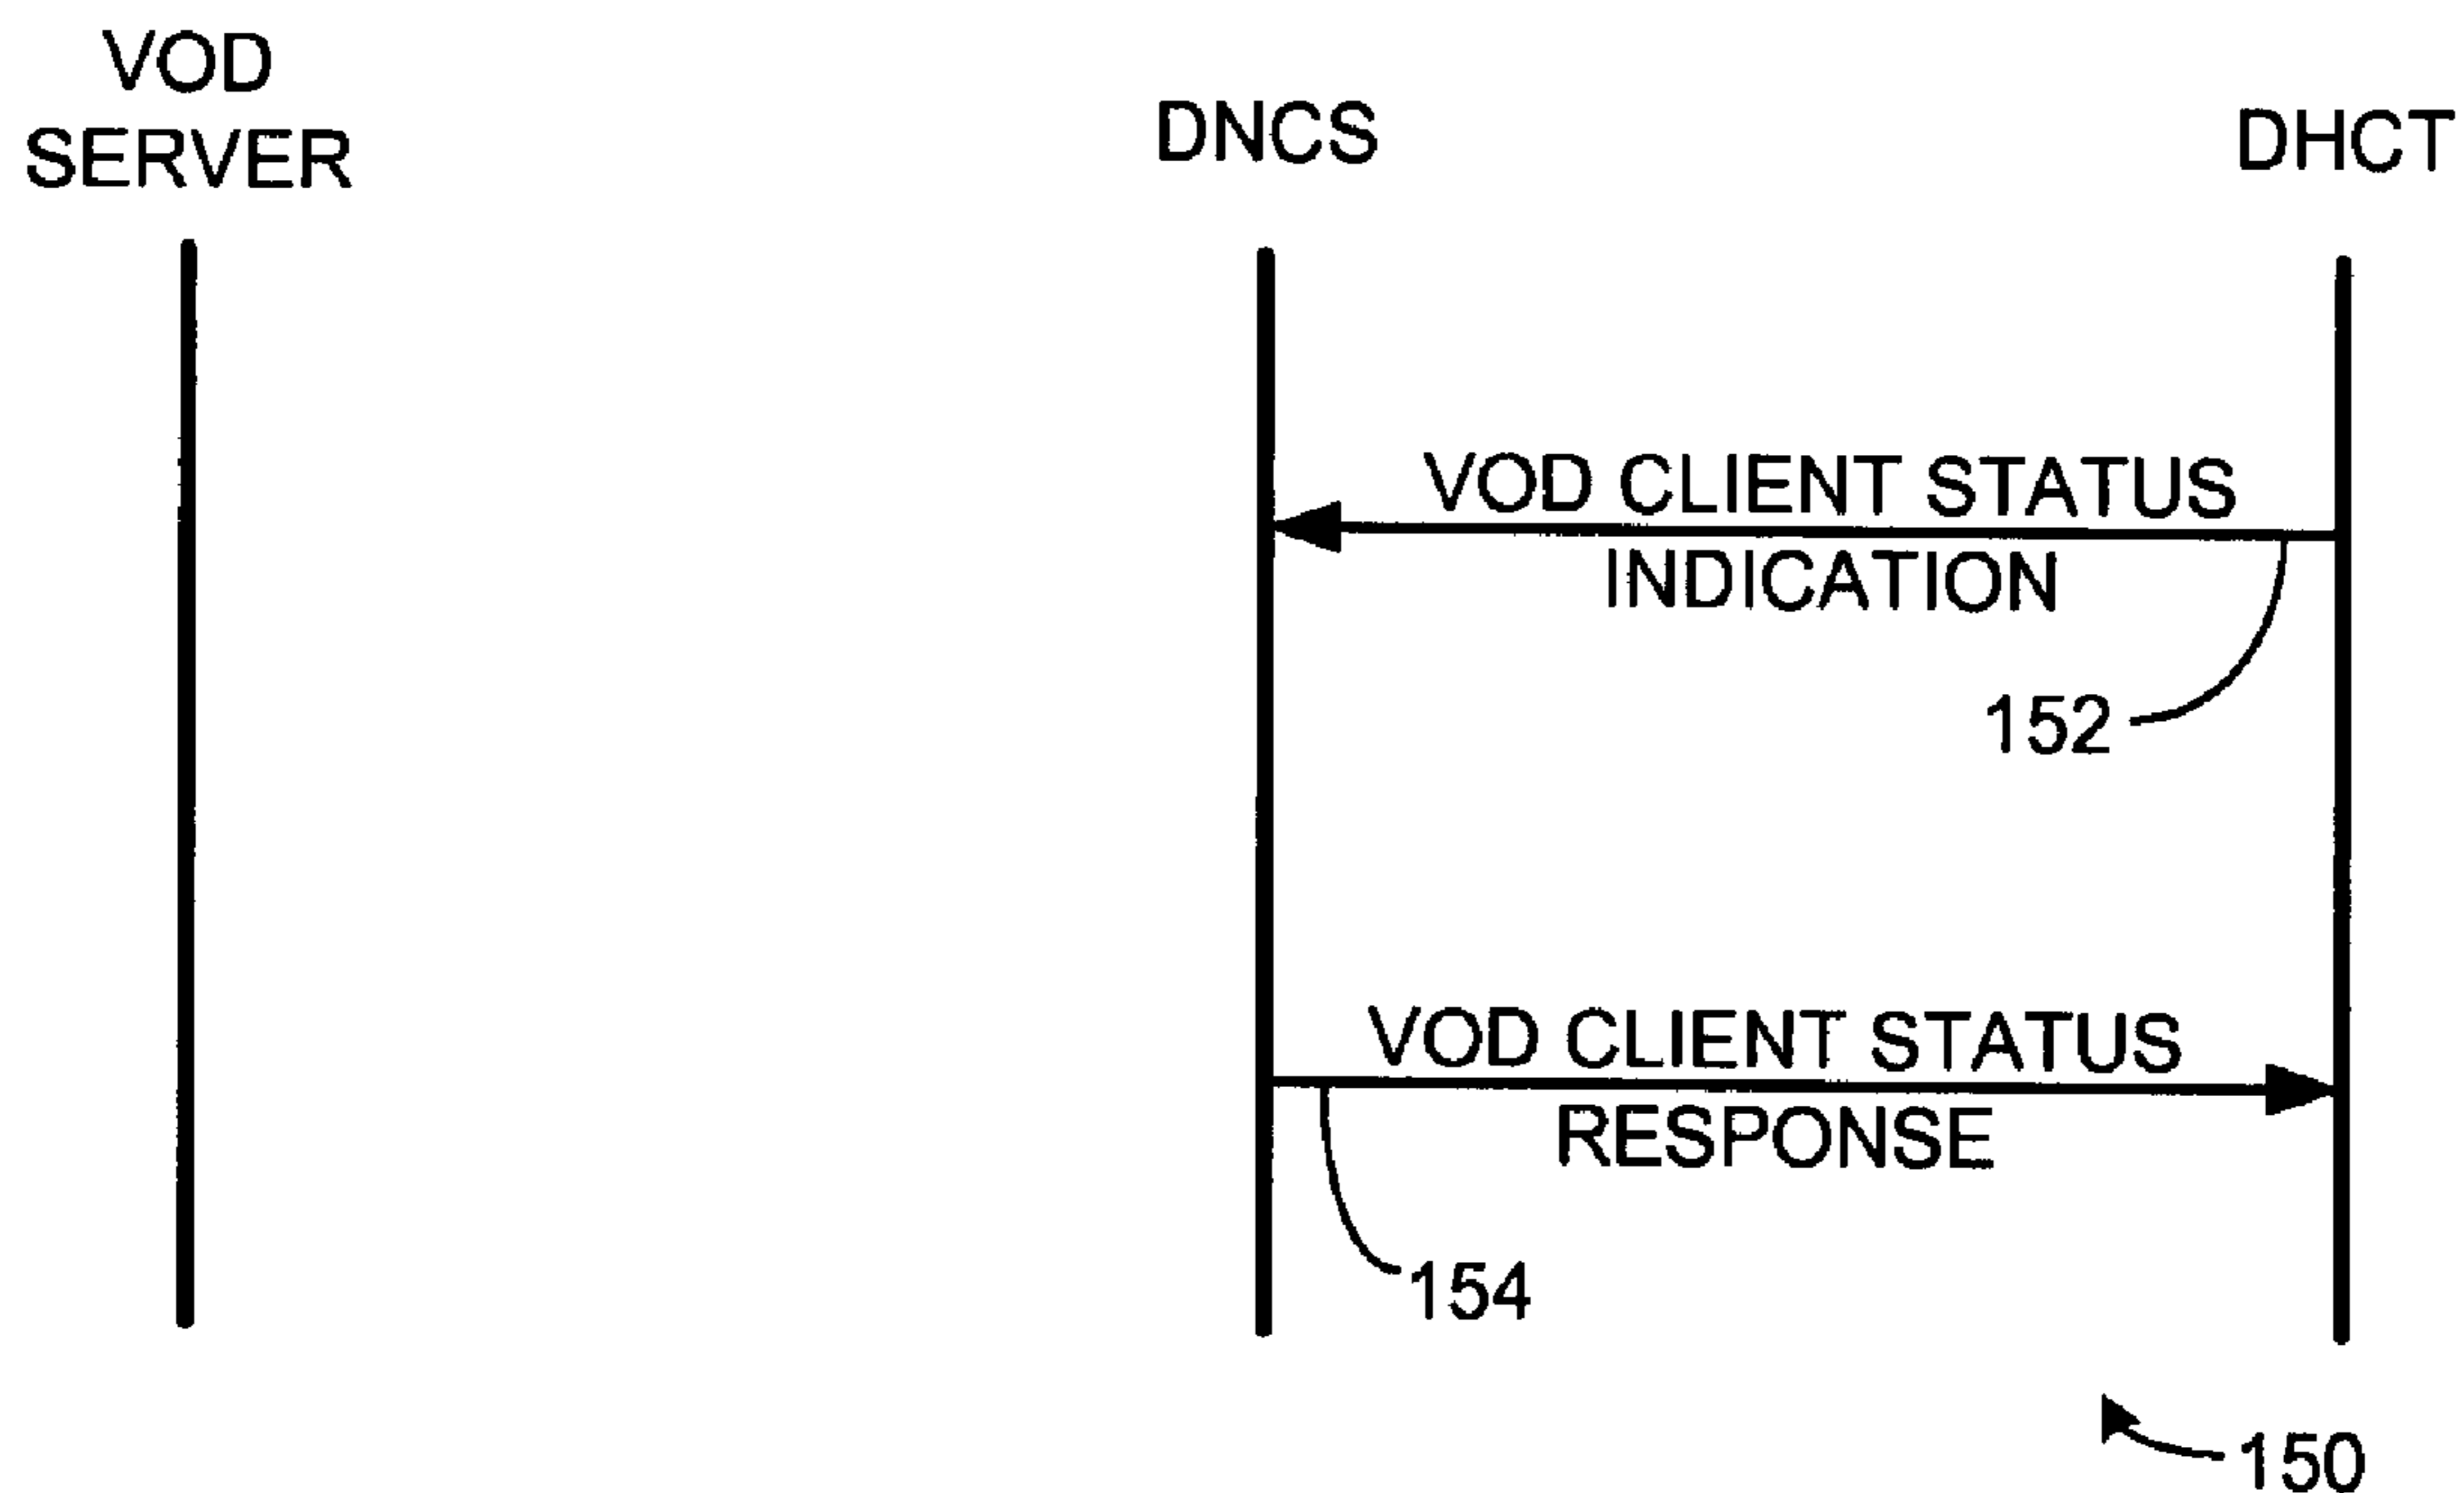 VOD
SERVER
DNCS
DHCT
VOD CLIENT STATUS
INDICATION
152
VOD CLIENT STATUS
RESPONSE
154
150